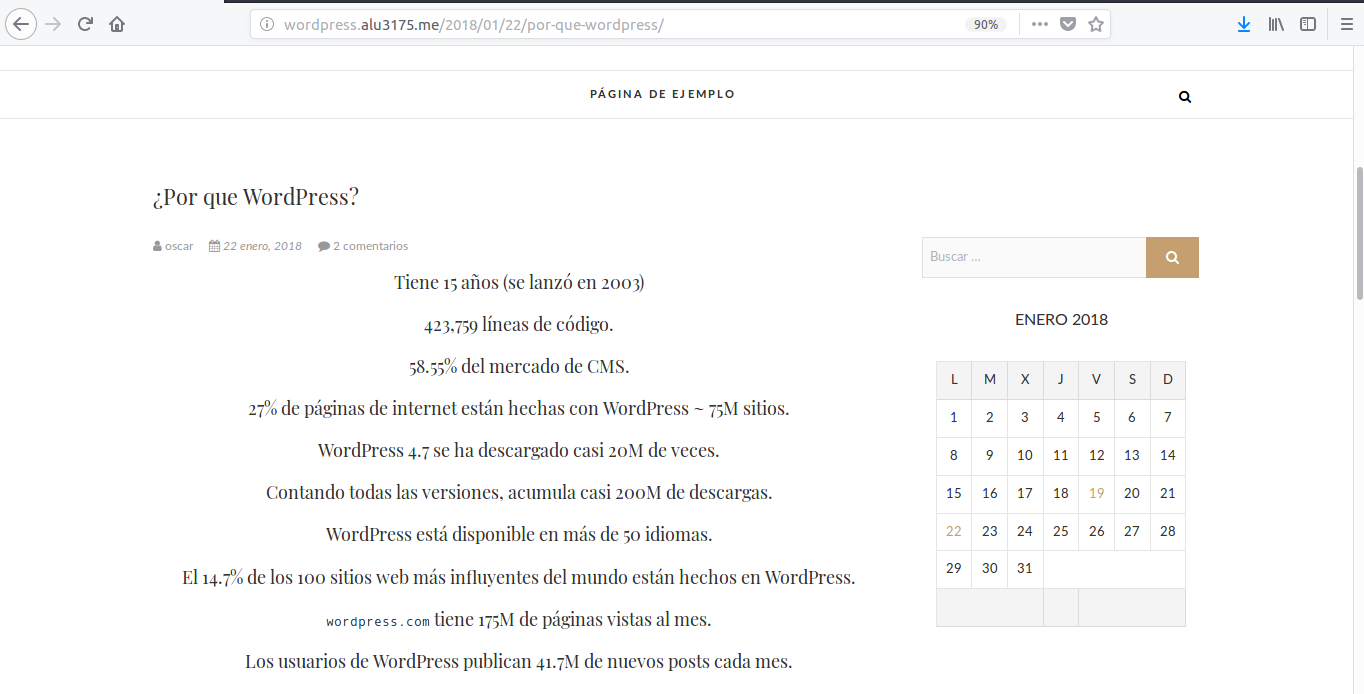 wordpress.alu3175.me/2018/01/22/por-que-wordpress/
90%
PÁGINA DE EJEMPLO
¿Por que WordPress?
oscar 22 enero, 2018 2 comentarios
Tiene 15 años (se lanzó en 2003)
423,759 líneas de código.
58.55% del mercado de CMS.
27% de páginas de internet están hechas con WordPress ~ 75M sitios.
WordPress 4.7 se ha descargado casi 20M de veces.
Contando todas las versiones, acumula casi 200M de descargas.
WordPress está disponible en más de 50 idiomas.
El 14.7% de los 100 sitios web más influyentes del mundo están hechos en WordPress.
wordpress.com tiene 175M de páginas vistas al mes.
Los usuarios de WordPress publican 41.7M de nuevos posts cada mes.
Buscar ...
ENERO 2018
L M X J V S D
1 2 3 4 5 6 7
8 9 10 11 12 13 14
15 16 17 18 19 20 21
22 23 24 25 26 27 28
29 30 31